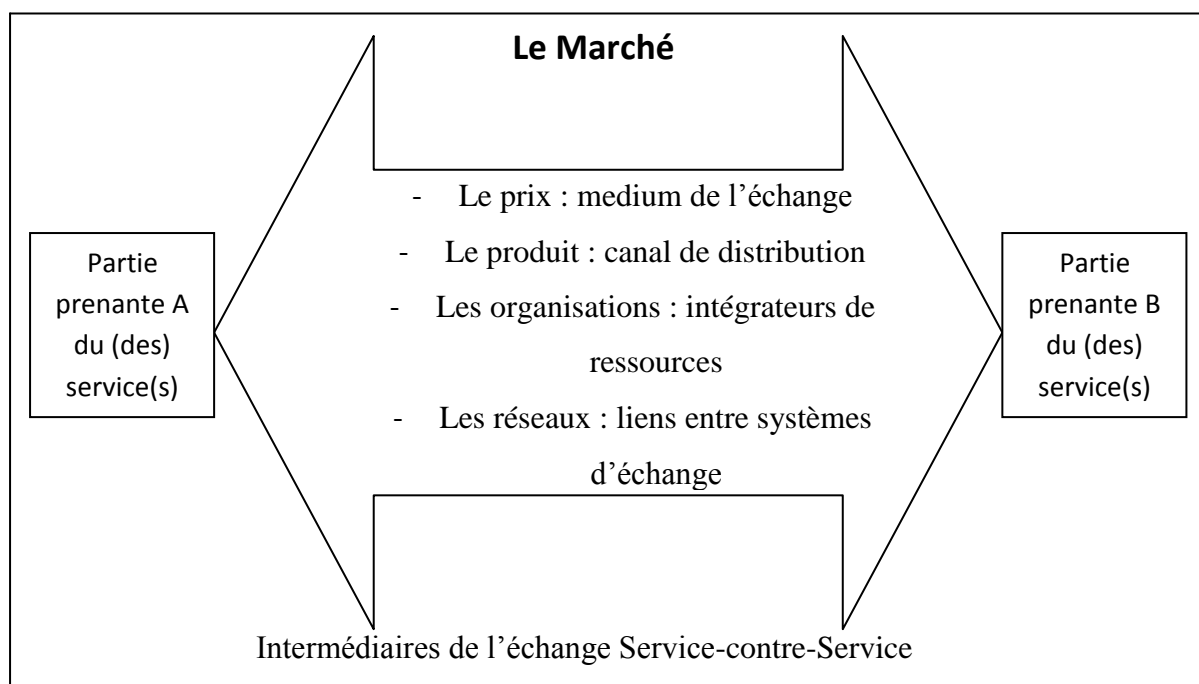 Le Marché
- Le prix : medium de l’échange
- Le produit : canal de distribution
- Les organisations : intégrateurs de
ressources
- Les réseaux : liens entre systèmes
d’échange
Partie
prenante A
du (des)
service(s)
Partie
prenante B
du (des)
service(s)
Intermédiaires de l’échange Service-contre-Service